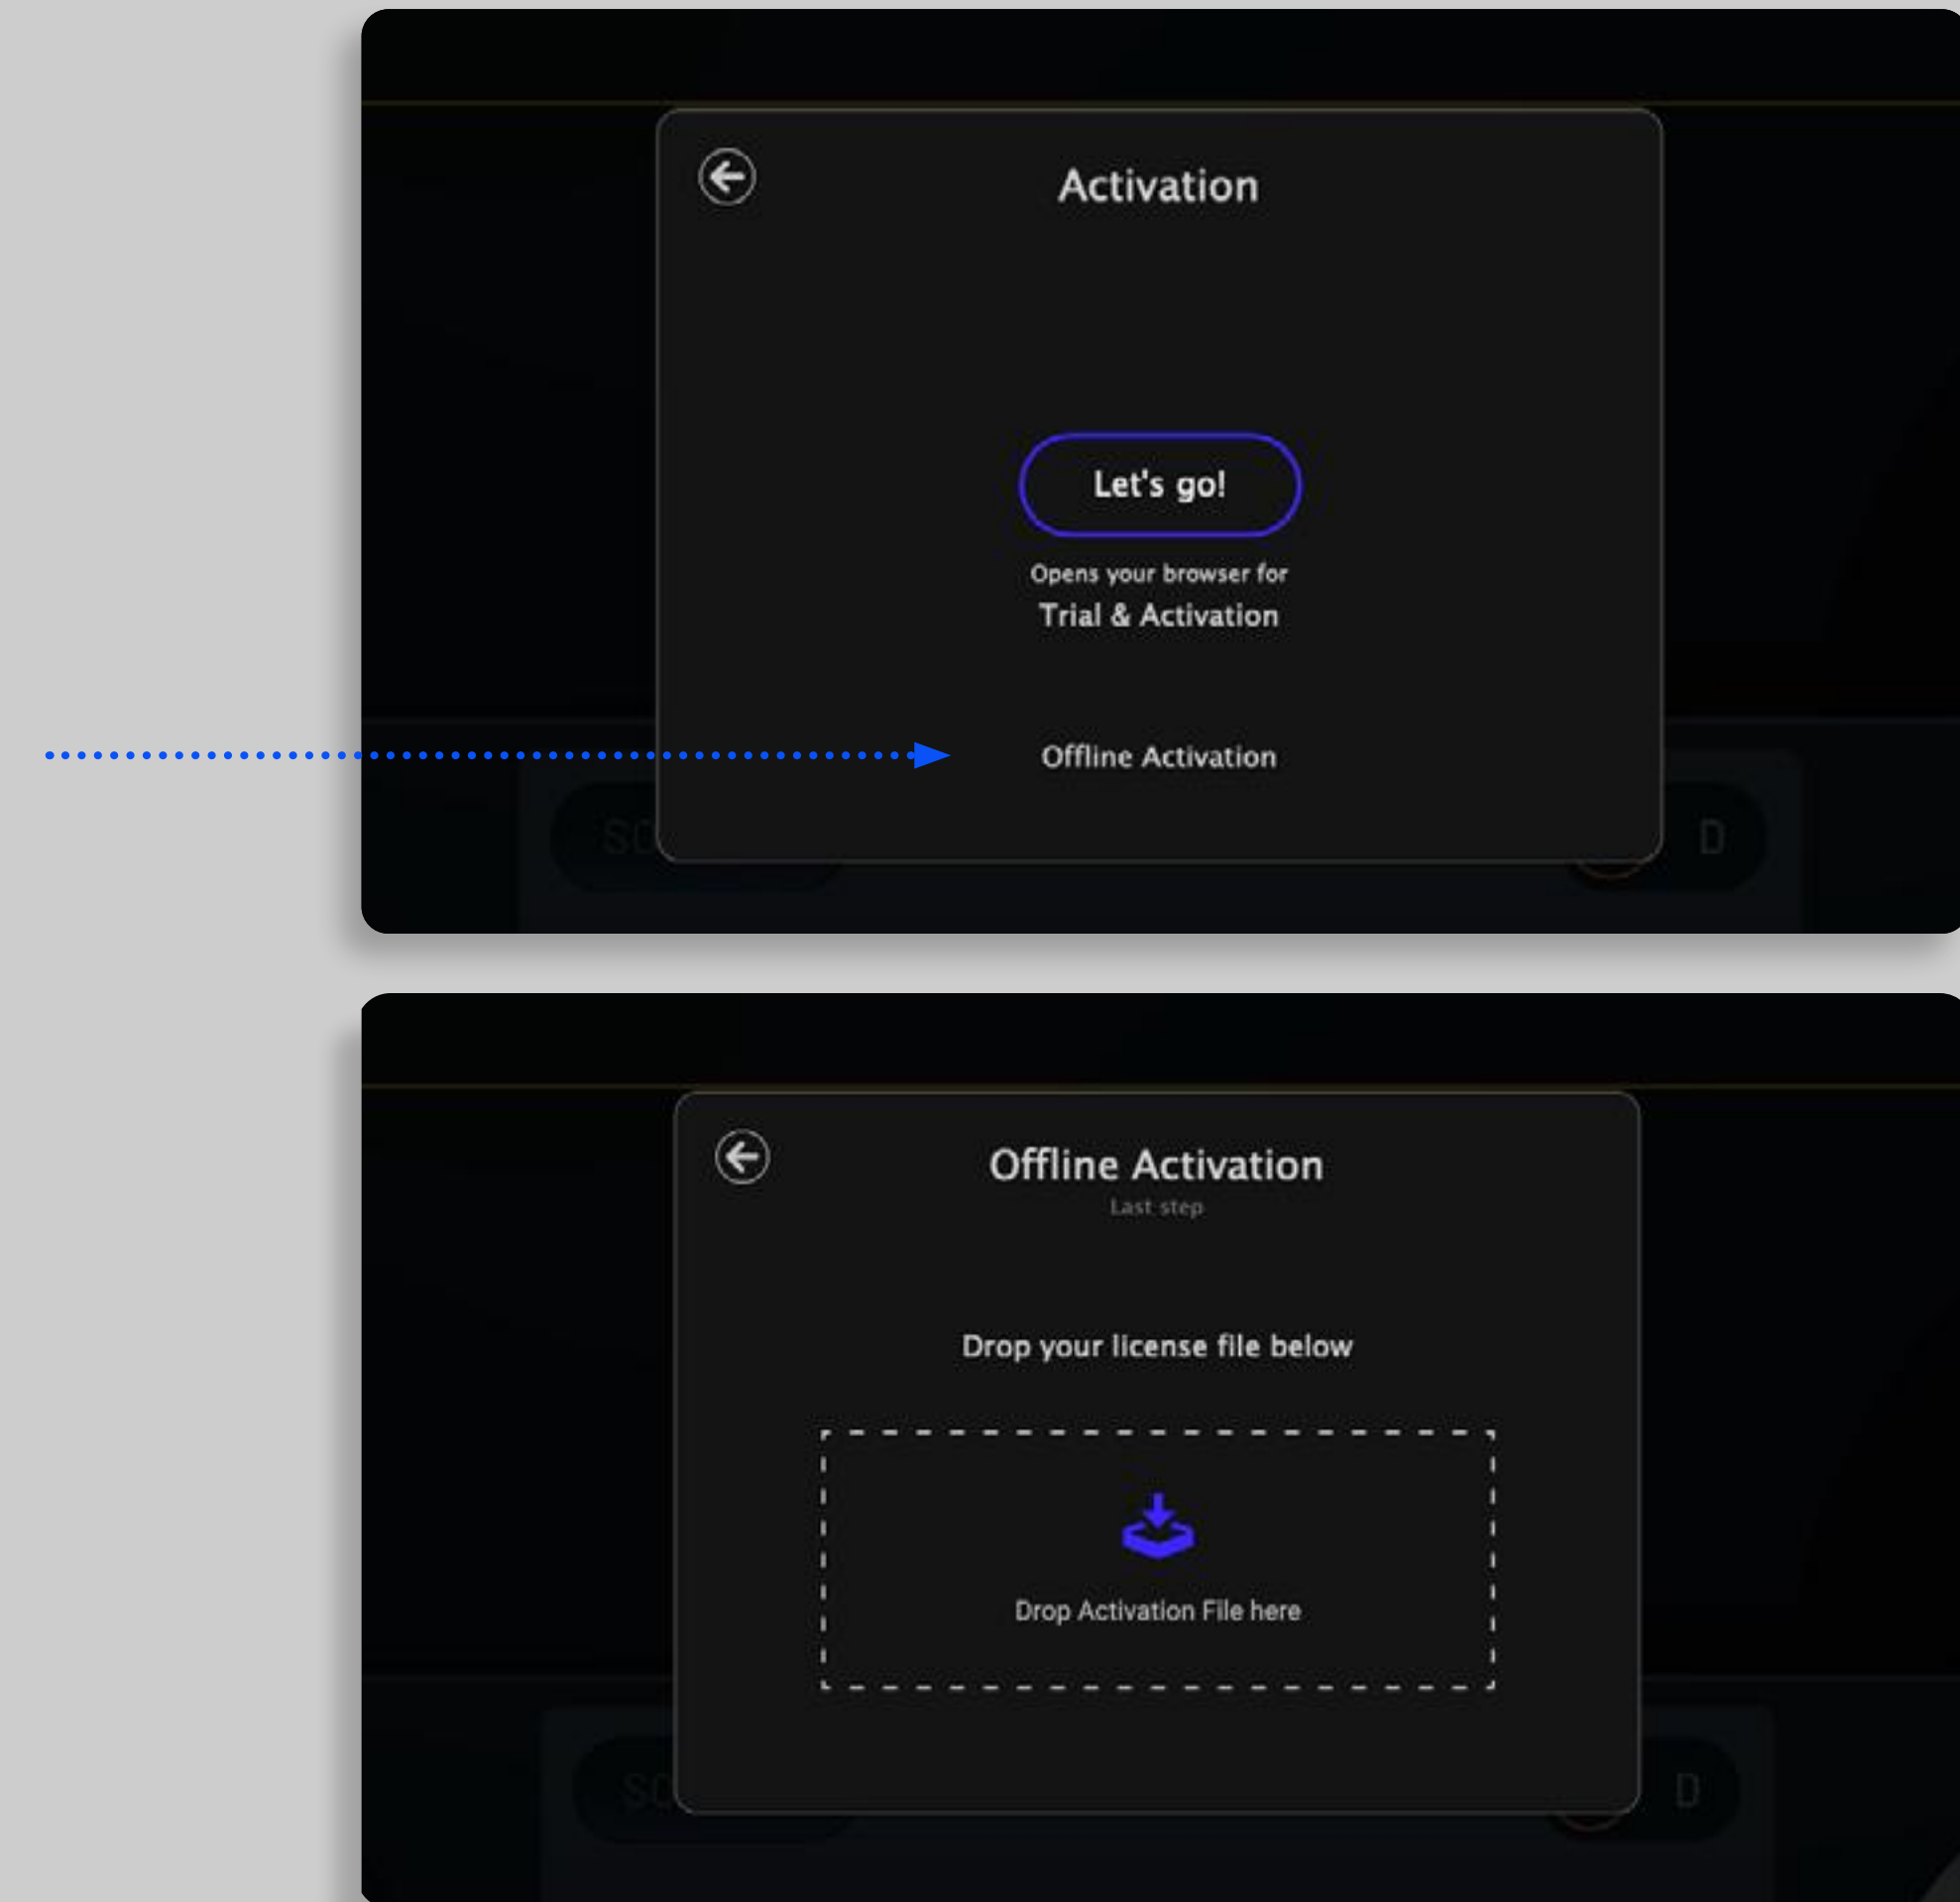 Activation
Let's go!
Opens your browser for
Trial & Activation
Offline Activation
D
Offline Activation
Last step
Drop your license file below
Drop Activation File here
D